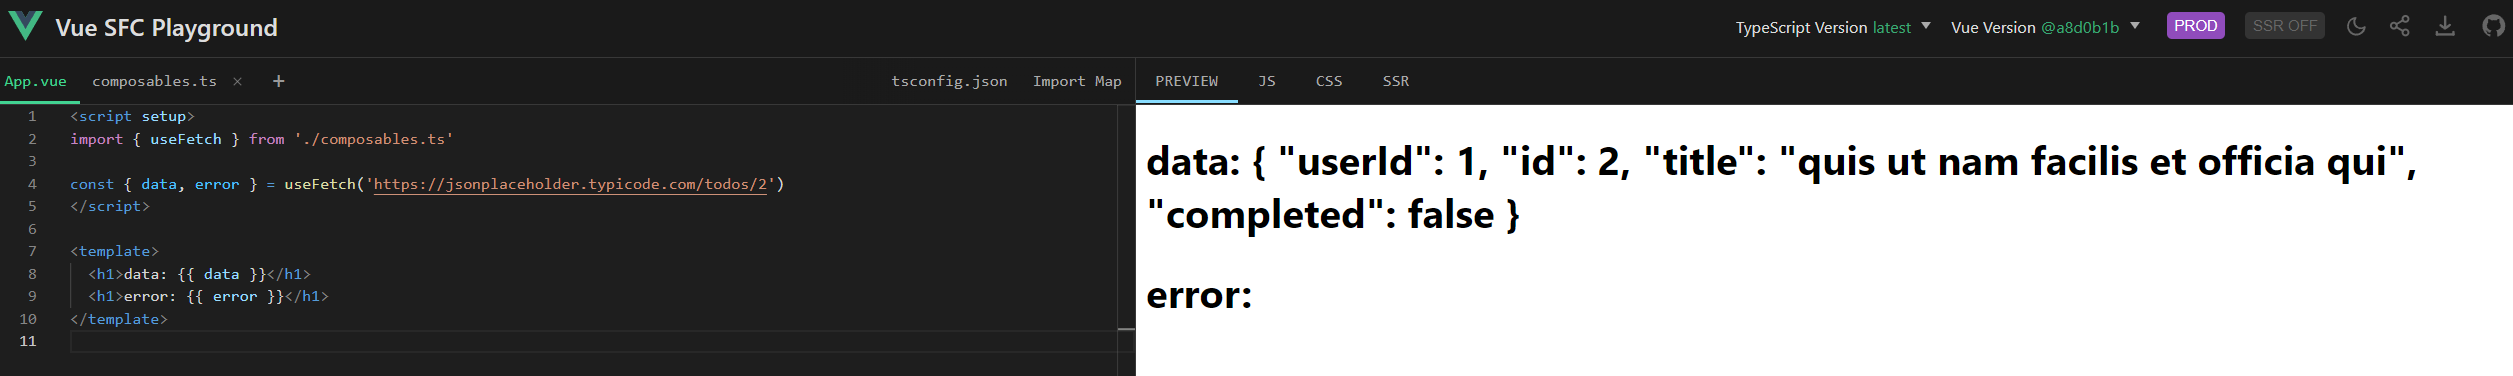 Vue SFC Playground
TypeScript Version latest
Vue Version @a8d0b1b
PROD
SSR OFF
App.vue
composables.ts ×
+
tsconfig.json
Import Map
1 <script setup>
2 import { useFetch } from './composables.ts'
3
4 const { data, error } = useFetch('https://jsonplaceholder.typicode.com/todos/2')
5 </script>
6
7 <template>
8   <h1>data: {{ data }}</h1>
9   <h1>error: {{ error }}</h1>
10 </template>
11
PREVIEW
JS
CSS
SSR
data: { "userId": 1, "id": 2, "title": "quis ut nam facilis et officia qui",
"completed": false }
error: